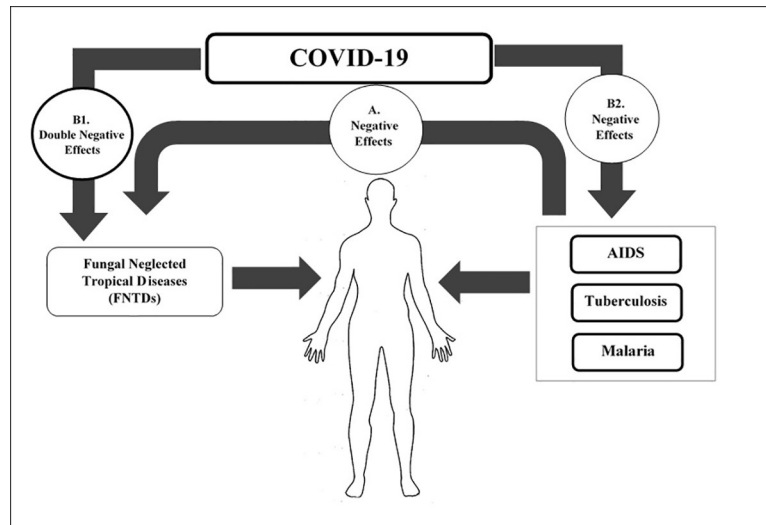 COVID-19
B1.
Double Negative
Effects
A.
Negative
Effects
B2.
Negative
Effects
Fungal Neglected
Tropical Diseases
(FNTDs)
AIDS
Tuberculosis
Malaria